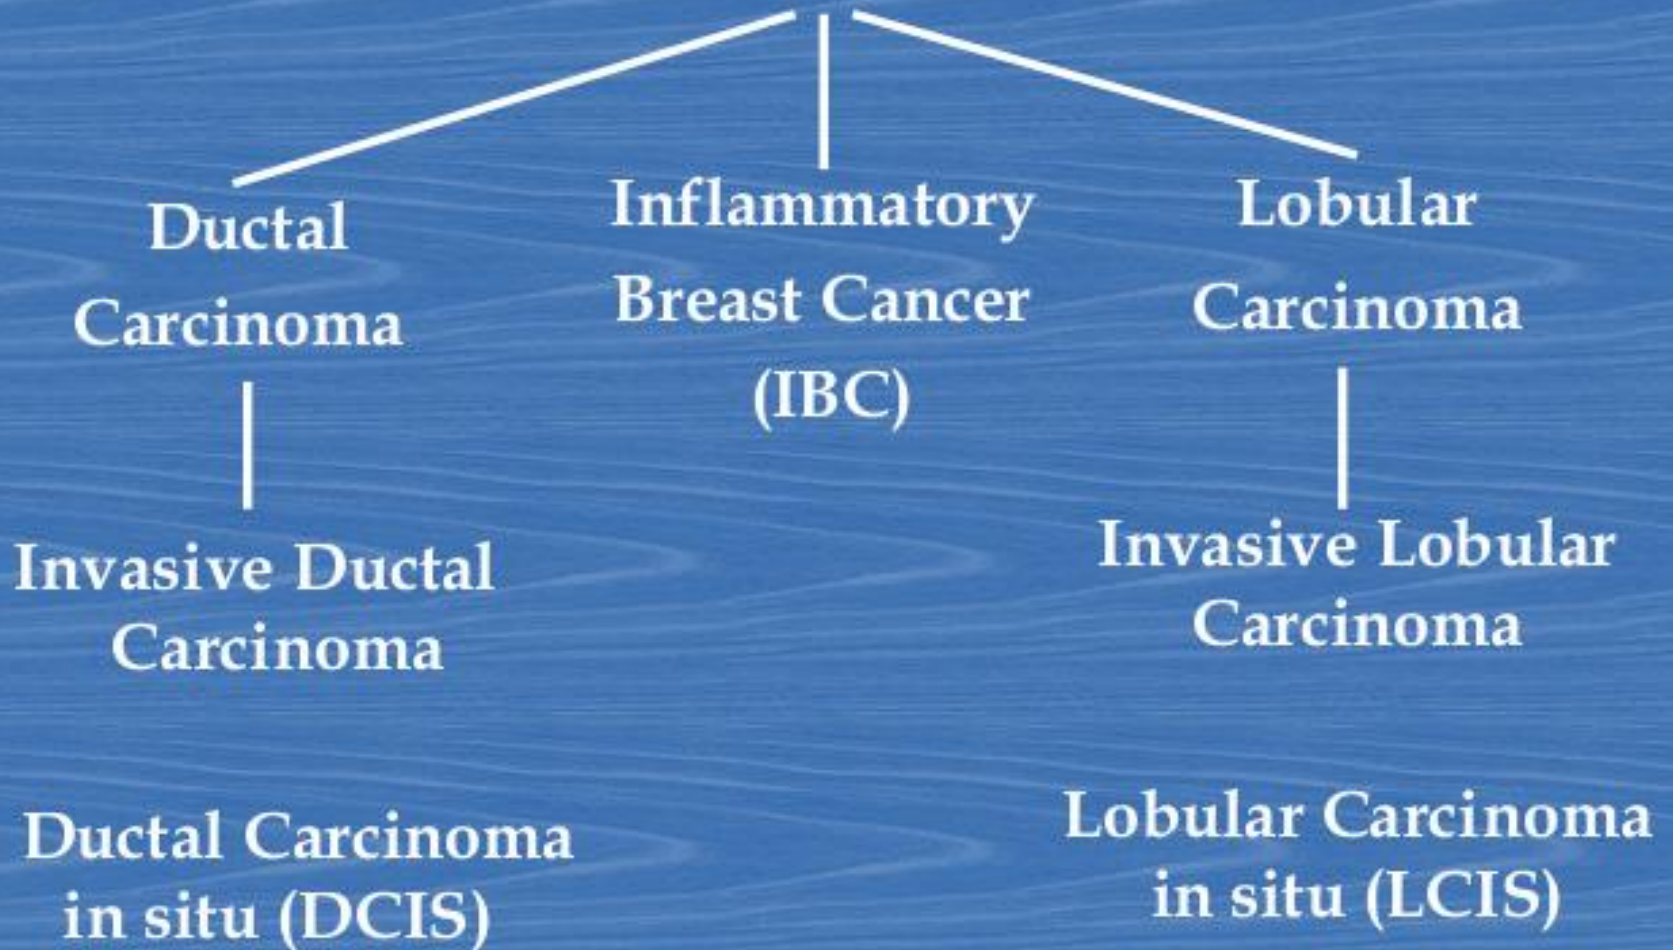 Ductal
Carcinoma
Inflammatory
Breast Cancer
(IBC)
Lobular
Carcinoma
Invasive Ductal
Carcinoma
Invasive Lobular
Carcinoma
Ductal Carcinoma
in situ (DCIS)
Lobular Carcinoma
in situ (LCIS)